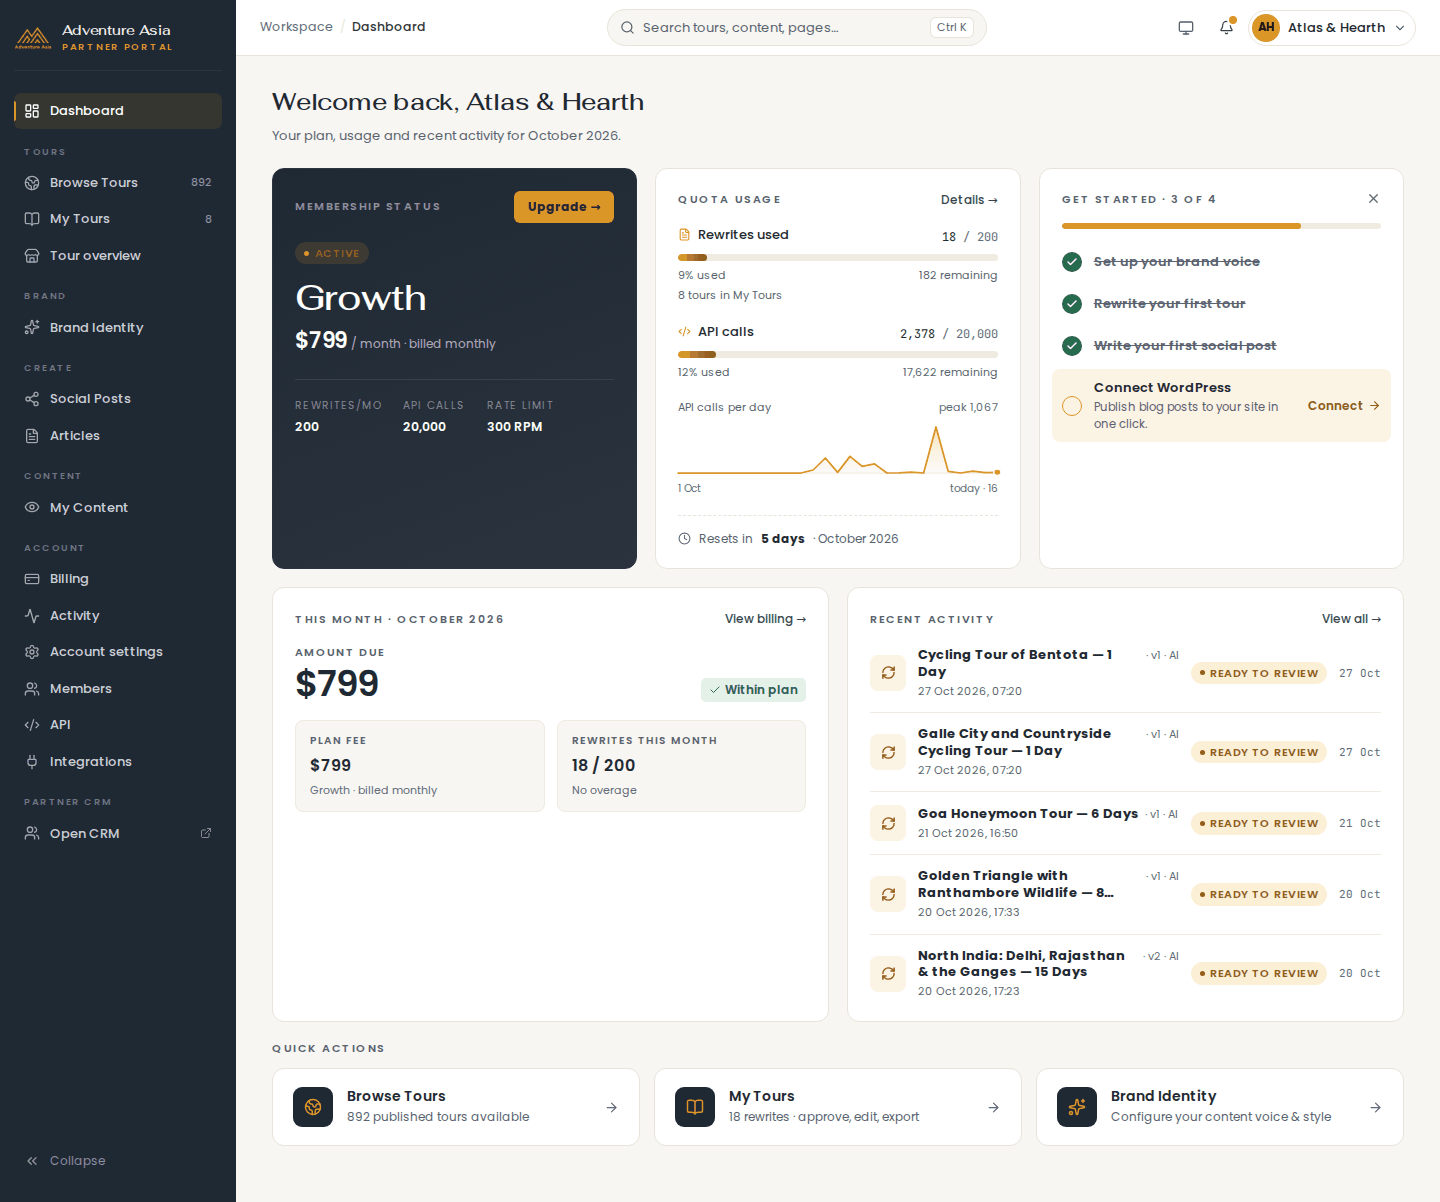 Adventure Asia
Adventure Asia
PARTNER PORTAL
Dashboard
TOURS
Browse Tours 892
My Tours 8
Tour overview
BRAND
Brand Identity
CREATE
Social Posts
Articles
CONTENT
My Content
ACCOUNT
Billing
Activity
Account settings
Members
API
Integrations
PARTNER CRM
Open CRM
Collapse
Workspace / Dashboard
Search tours, content, pages...
Ctrl K
AH Atlas & Hearth
Welcome back, Atlas & Hearth
Your plan, usage and recent activity for October 2026.
MEMBERSHIP STATUS
Upgrade →
ACTIVE
Growth
$799 / month · billed monthly
REWRITES/MO API CALLS RATE LIMIT
200 20,000 300 RPM
QUOTA USAGE
Details →
Rewrites used 18 / 200
9% used 182 remaining
8 tours in My Tours
API calls 2,378 / 20,000
12% used 17,622 remaining
API calls per day peak 1,067
1 Oct today · 16
Resets in 5 days · October 2026
GET STARTED · 3 OF 4
Set up your brand voice
Rewrite your first tour
Write your first social post
Connect WordPress
Publish blog posts to your site in
one click.
Connect →
THIS MONTH · OCTOBER 2026
View billing →
AMOUNT DUE
$799
Within plan
PLAN FEE
$799
Growth · billed monthly
REWRITES THIS MONTH
18 / 200
No overage
RECENT ACTIVITY
View all →
Cycling Tour of Bentota — 1 · v1 · AI
Day
27 Oct 2026, 07:20
READY TO REVIEW 27 Oct
Galle City and Countryside · v1 · AI
Cycling Tour — 1 Day
27 Oct 2026, 07:20
READY TO REVIEW 27 Oct
Goa Honeymoon Tour — 6 Days · v1 · AI
21 Oct 2026, 16:50
READY TO REVIEW 21 Oct
Golden Triangle with · v1 · AI
Ranthambore Wildlife — 8...
20 Oct 2026, 17:33
READY TO REVIEW 20 Oct
North India: Delhi, Rajasthan · v2 · AI
& the Ganges — 15 Days
20 Oct 2026, 17:23
READY TO REVIEW 20 Oct
QUICK ACTIONS
Browse Tours
892 published tours available
My Tours
18 rewrites · approve, edit, export
Brand Identity
Configure your content voice & style